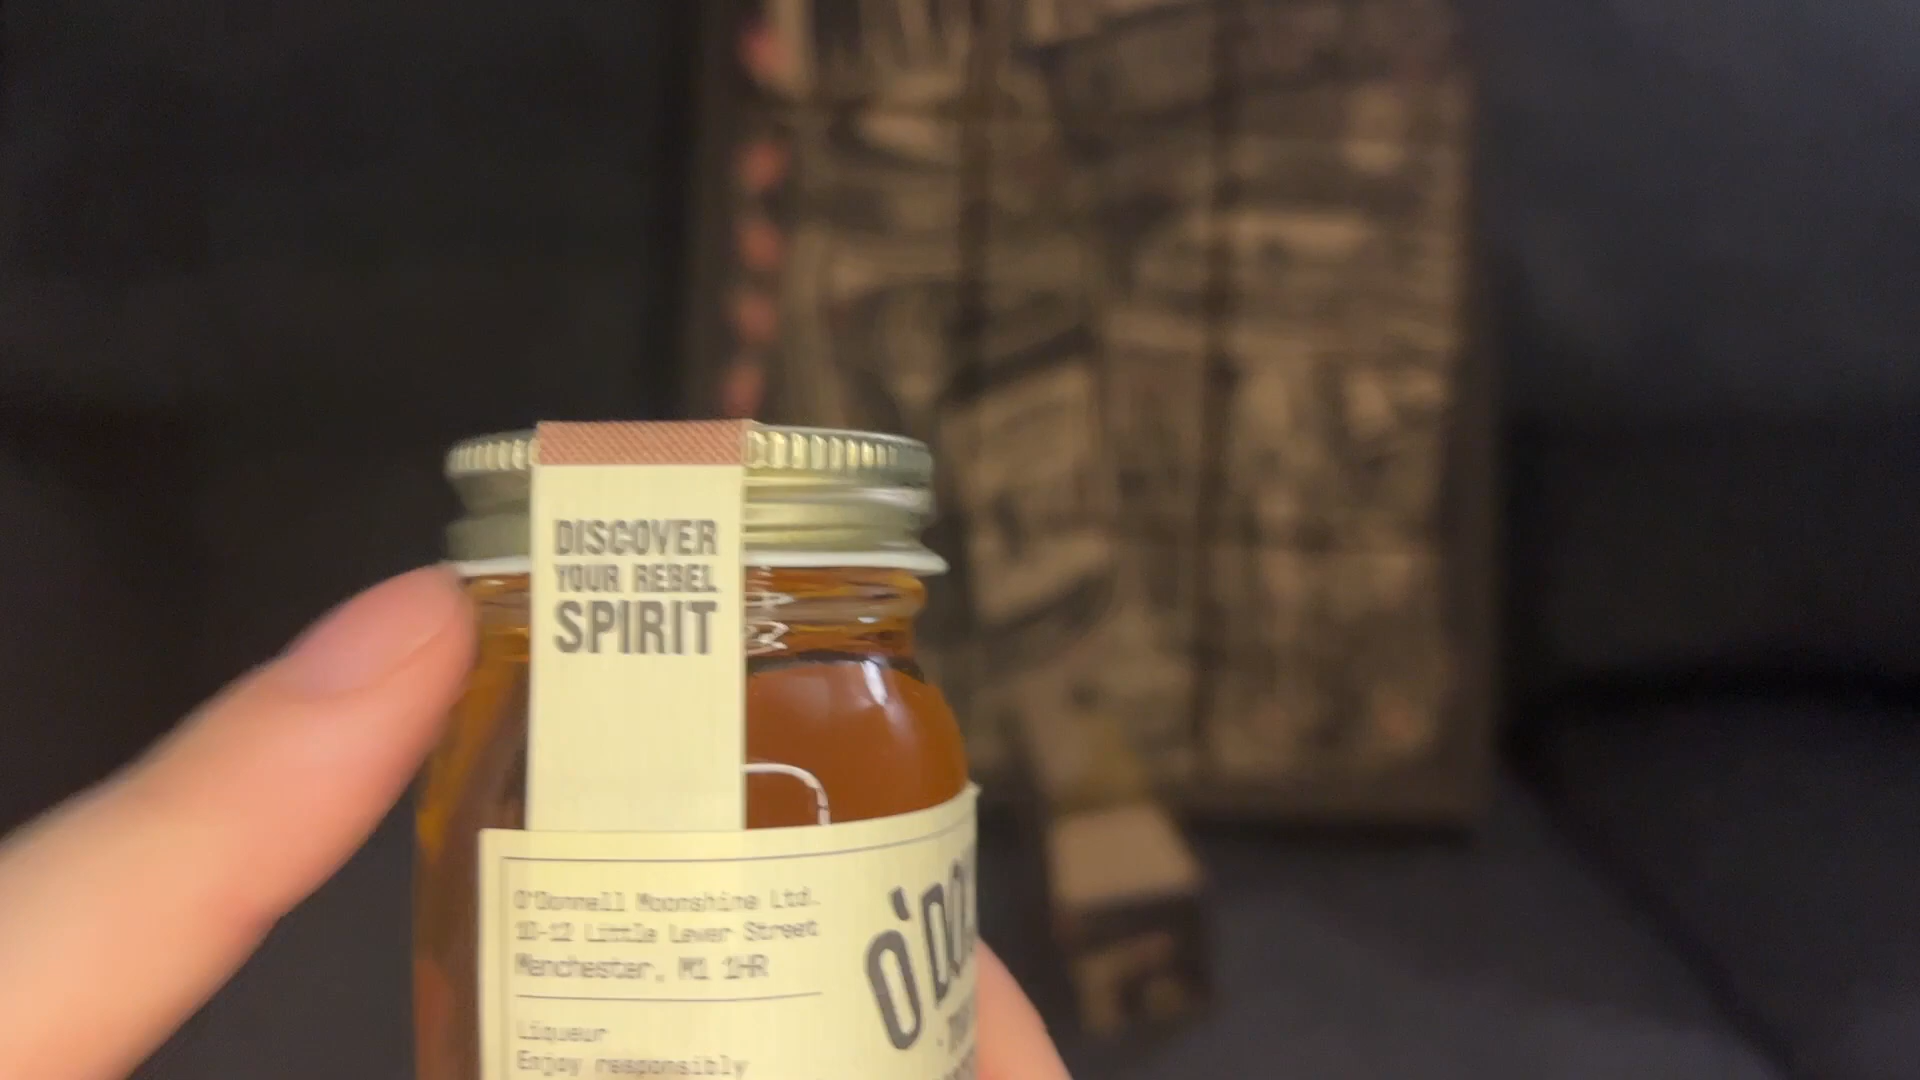 DISCOVER
YOUR REBEL
SPIRIT
O'Donnell Moonshine Ltd.
10-12 Little Lever Street
Manchester, M1 1HR
Liqueur
Enjoy responsibly